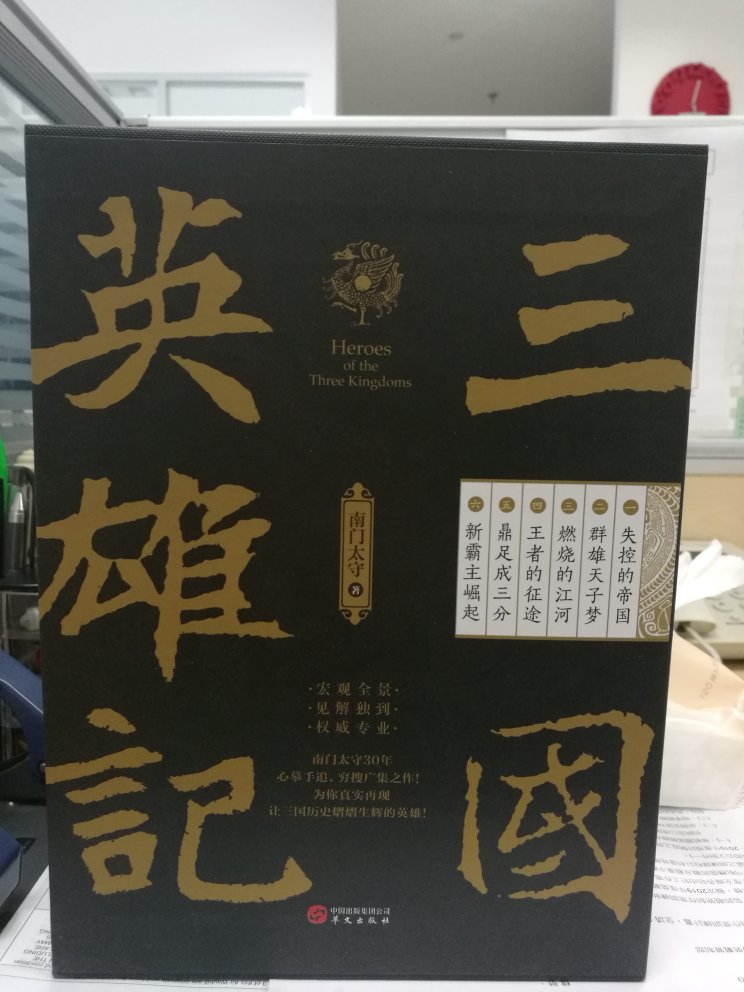 三國
英雄記
Heroes
of the
Three Kingdoms
南门太守 著
一 失控的帝国
二 群雄天子梦
三 燃烧的江河
四 王者的征途
五 鼎足成三分
六 新霸主崛起
·宏观全景·
·见解独到·
·权威专业·
南门太守30年
心摹手追、穷搜广集之作!
为你真实再现
让三国历史熠熠生辉的英雄!
中国出版集团公司
华文出版社